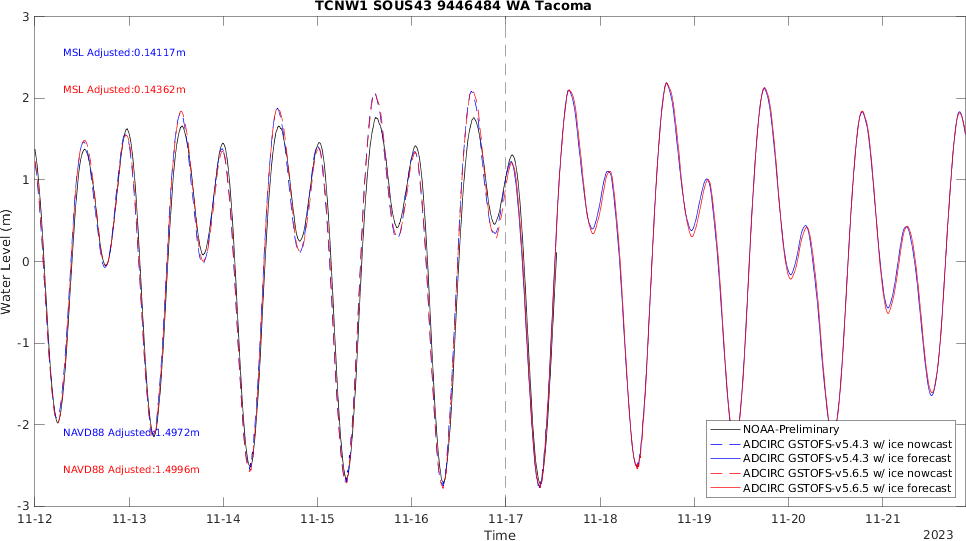 TCNW1 SOUS43 9446484 WA Tacoma
MSL Adjusted:0.14117m
MSL Adjusted:0.14362m
NAVD88 Adjusted:1.4972m
NAVD88 Adjusted:1.4996m
Water Level (m)
3
2
1
0
-1
-2
-3
NOAA-Preliminary
ADCIRC GSTOFS-v5.4.3 w/ ice nowcast
ADCIRC GSTOFS-v5.4.3 w/ ice forecast
ADCIRC GSTOFS-v5.6.5 w/ ice nowcast
ADCIRC GSTOFS-v5.6.5 w/ ice forecast
11-12 11-13 11-14 11-15 11-16 11-17 11-18 11-19 11-20 11-21
Time
2023